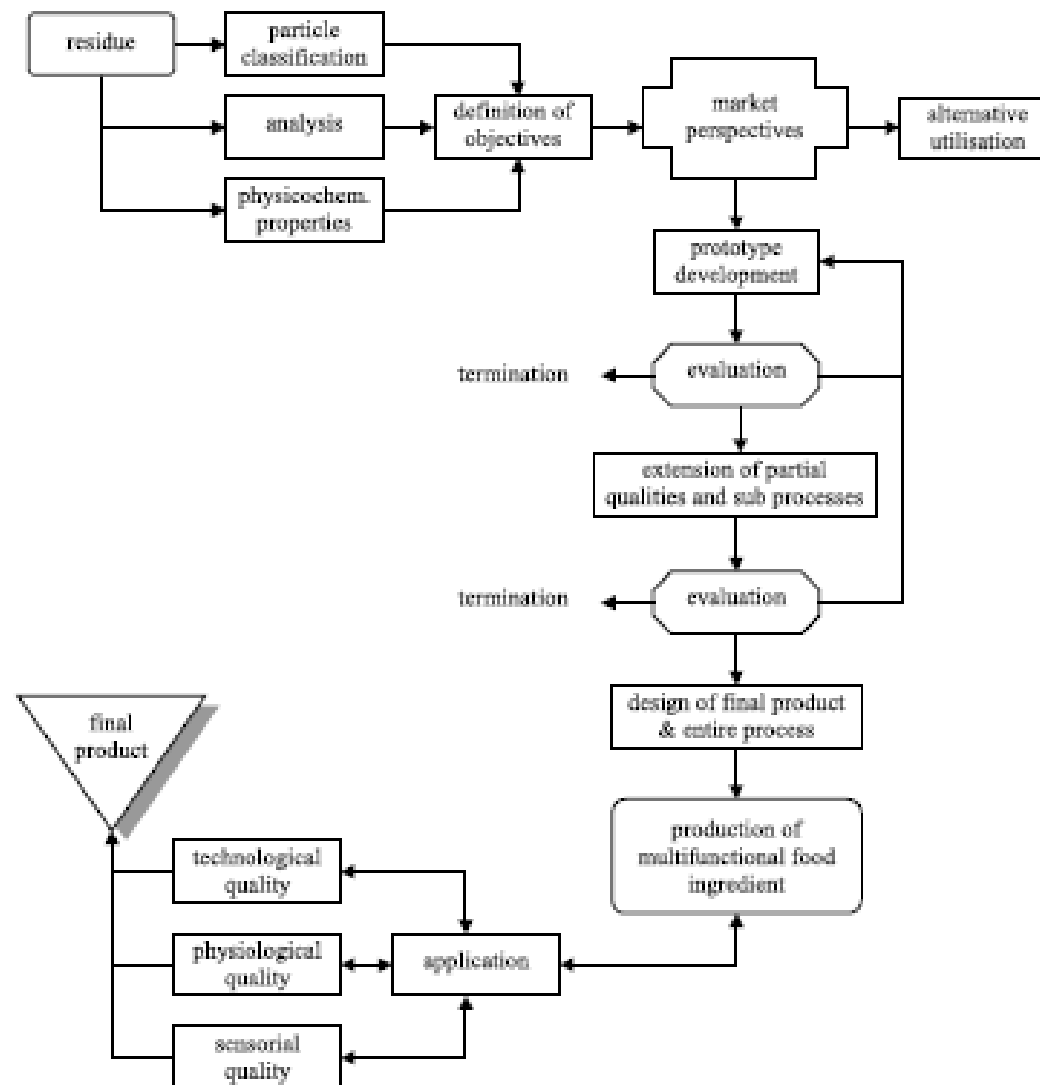 residue
particle
classification
analysis
physicochem.
properties
definition of
objectives
market
perspectives
alternative
utilisation
prototype
development
termination
evaluation
extension of partial
qualities and sub processes
termination
evaluation
design of final product
& entire process
final
product
production of
multifunctional food
ingredient
technological
quality
physiological
quality
application
sensorial
quality